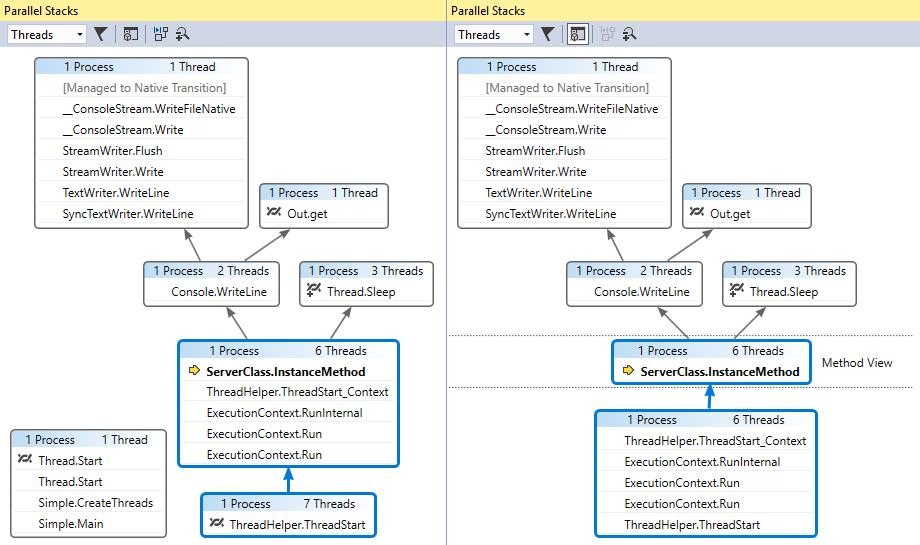 Parallel Stacks
Threads
1 Process 1 Thread
[Managed to Native Transition]
__ConsoleStream.WriteFileNative
__ConsoleStream.Write
StreamWriter.Flush
StreamWriter.Write
TextWriter.WriteLine
SyncTextWriter.WriteLine
1 Process 1 Thread
Out.get
1 Process 2 Threads
Console.WriteLine
1 Process 3 Threads
Thread.Sleep
1 Process 6 Threads
ServerClass.InstanceMethod
ThreadHelper.ThreadStart_Context
ExecutionContext.RunInternal
ExecutionContext.Run
ExecutionContext.Run
1 Process 1 Thread
Thread.Start
Thread.Start
Simple.CreateThreads
Simple.Main
1 Process 7 Threads
ThreadHelper.ThreadStart
Parallel Stacks
Threads
1 Process 1 Thread
[Managed to Native Transition]
__ConsoleStream.WriteFileNative
__ConsoleStream.Write
StreamWriter.Flush
StreamWriter.Write
TextWriter.WriteLine
SyncTextWriter.WriteLine
1 Process 1 Thread
Out.get
1 Process 2 Threads
Console.WriteLine
1 Process 3 Threads
Thread.Sleep
1 Process 6 Threads
ServerClass.InstanceMethod
Method View
1 Process 6 Threads
ThreadHelper.ThreadStart_Context
ExecutionContext.RunInternal
ExecutionContext.Run
ExecutionContext.Run
ThreadHelper.ThreadStart